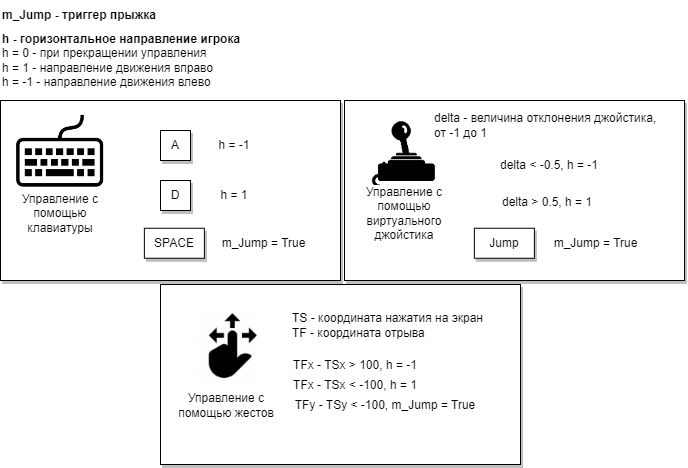 m_Jump - триггер прыжка
h - горизонтальное направление игрока
h = 0 - при прекращении управления
h = 1 - направление движения вправо
h = -1 - направление движения влево
A
h = -1
D
h = 1
Управление с
помощью
клавиатуры
SPACE
m_Jump = True
delta - величина отклонения джойстика,
от -1 до 1
delta < -0.5, h = -1
Управление с
помощью
виртуального
джойстика
delta > 0.5, h = 1
Jump
m_Jump = True
TS - координата нажатия на экран
TF - координата отрыва
TFx - TSx > 100, h = -1
TFx - TSx < -100, h = 1
TFy - TSy < -100, m_Jump = True
Управление с
помощью жестов